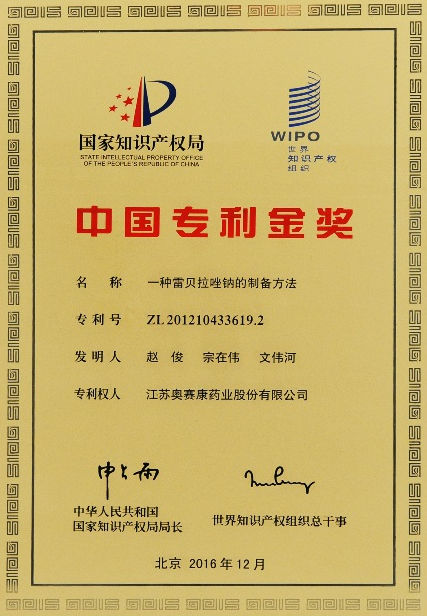 国家知识产权局
STATE INTELLECTUAL PROPERTY OFFICE
OF THE PEOPLE'S REPUBLIC OF CHINA
WIPO
世界
知识产权
组织
中国专利金奖
名 称 一种雷贝拉唑钠的制备方法
专利号 ZL201210433619.2
发明人 赵俊 宗在伟 文伟河
专利权人 江苏奥赛康药业股份有限公司
申长雨
中华人民共和国
国家知识产权局局长
世界知识产权组织总干事
北京 2016年12月